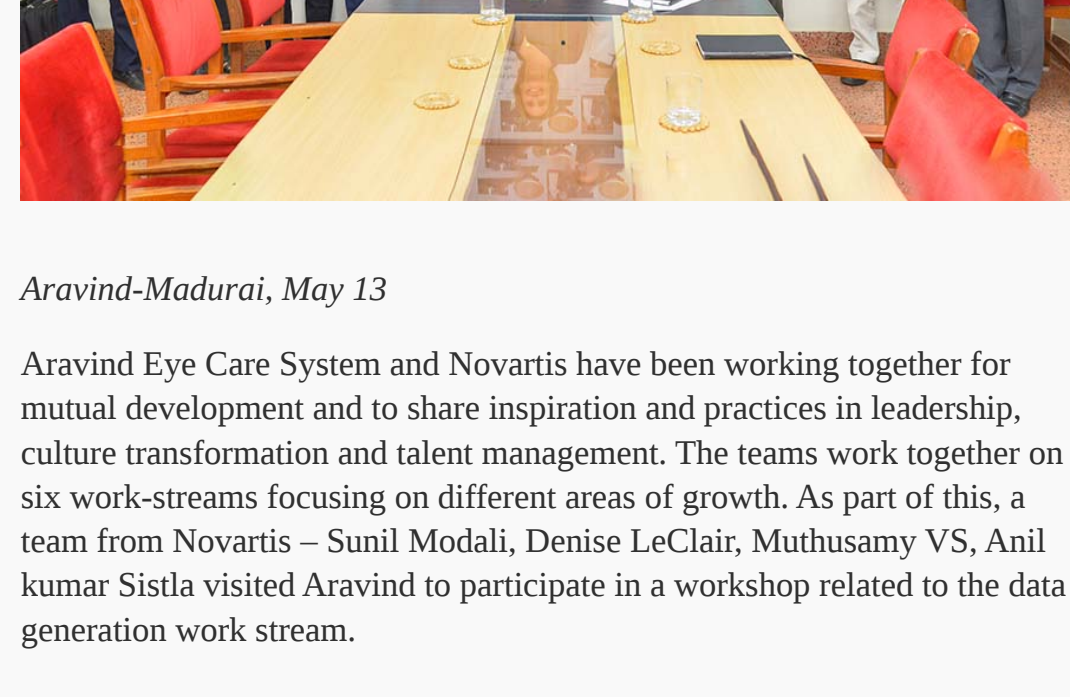 Aravind-Madurai, May 13
Aravind Eye Care System and Novartis have been working together for
mutual development and to share inspiration and practices in leadership,
culture transformation and talent management. The teams work together on
six work-streams focusing on different areas of growth. As part of this, a
team from Novartis – Sunil Modali, Denise LeClair, Muthusamy VS, Anil
kumar Sistla visited Aravind to participate in a workshop related to the data
generation work stream.